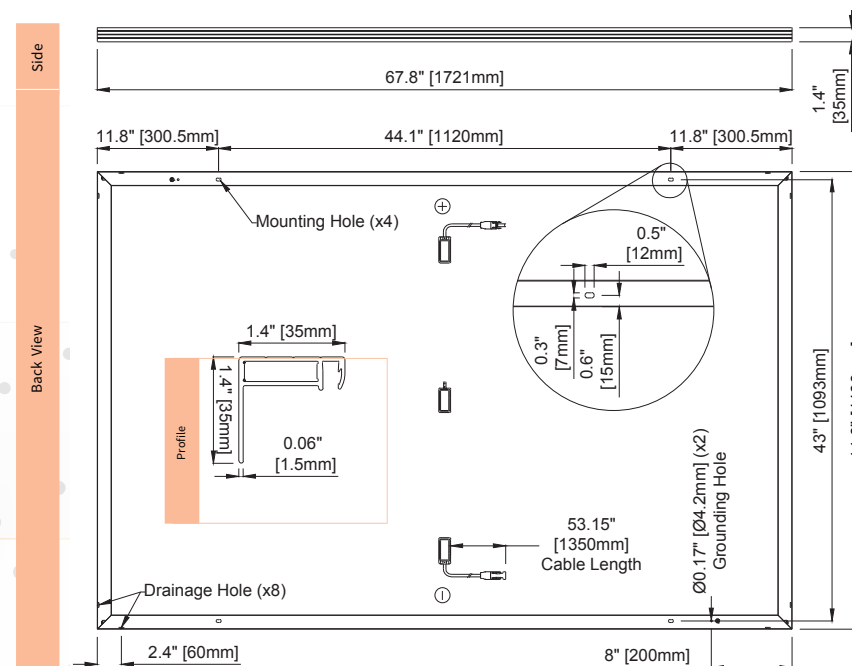 Side
67.8" [1721mm]
1.4"
[35mm]
11.8" [300.5mm]
44.1" [1120mm]
11.8" [300.5mm]
Back View
Mounting Hole (x4)
+
0.5"
[12mm]
0.3"
[7mm]
0.6"
[15mm]
1.4" [35mm]
1.4" [35mm]
Profile
0.06"
[1.5mm]
43" [1093mm]
Ø0.17" [Ø4.2mm] (x2)
Grounding Hole
53.15"
[1350mm]
Cable Length
Drainage Hole (x8)
−
2.4" [60mm]
8" [200mm]